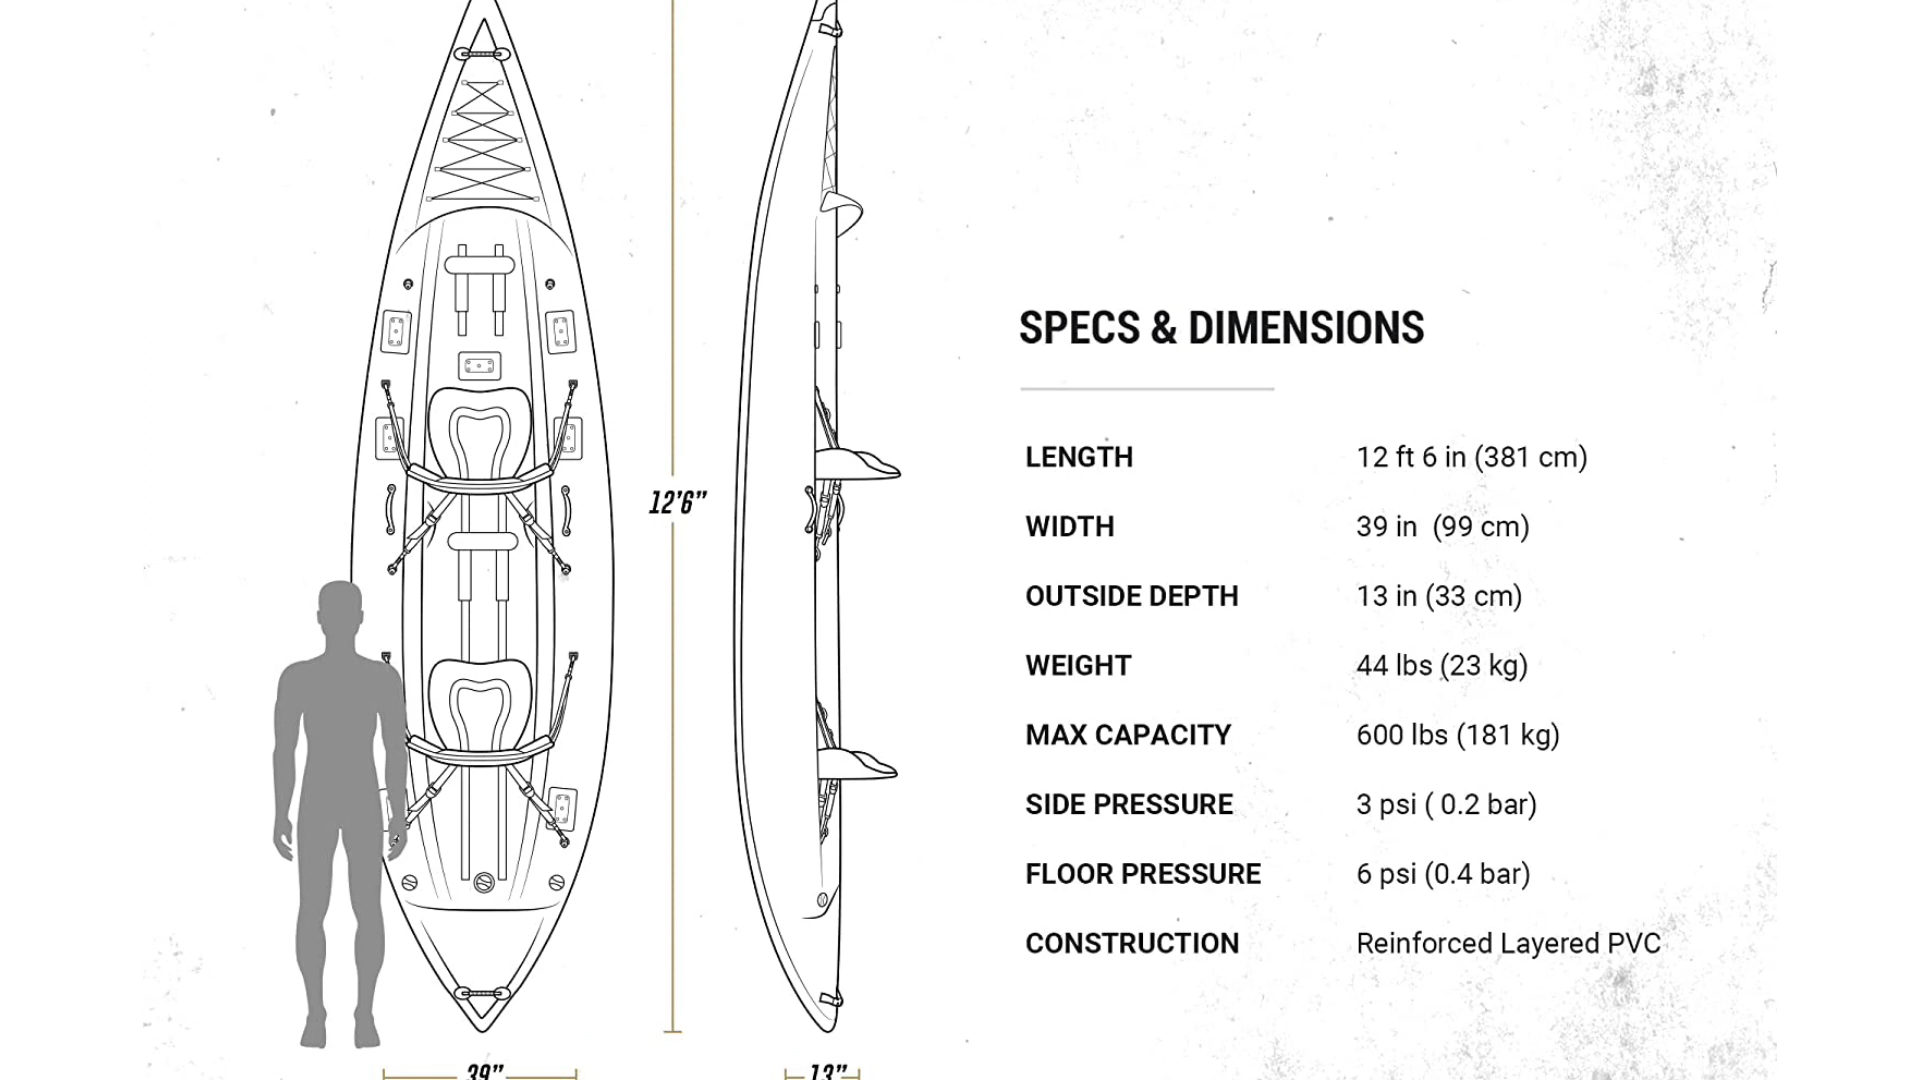 12'6"
SPECS & DIMENSIONS
LENGTH 12 ft 6 in (381 cm)
WIDTH 39 in (99 cm)
OUTSIDE DEPTH 13 in (33 cm)
WEIGHT 44 lbs (23 kg)
MAX CAPACITY 600 lbs (181 kg)
SIDE PRESSURE 3 psi ( 0.2 bar)
FLOOR PRESSURE 6 psi (0.4 bar)
CONSTRUCTION Reinforced Layered PVC
39" 13"